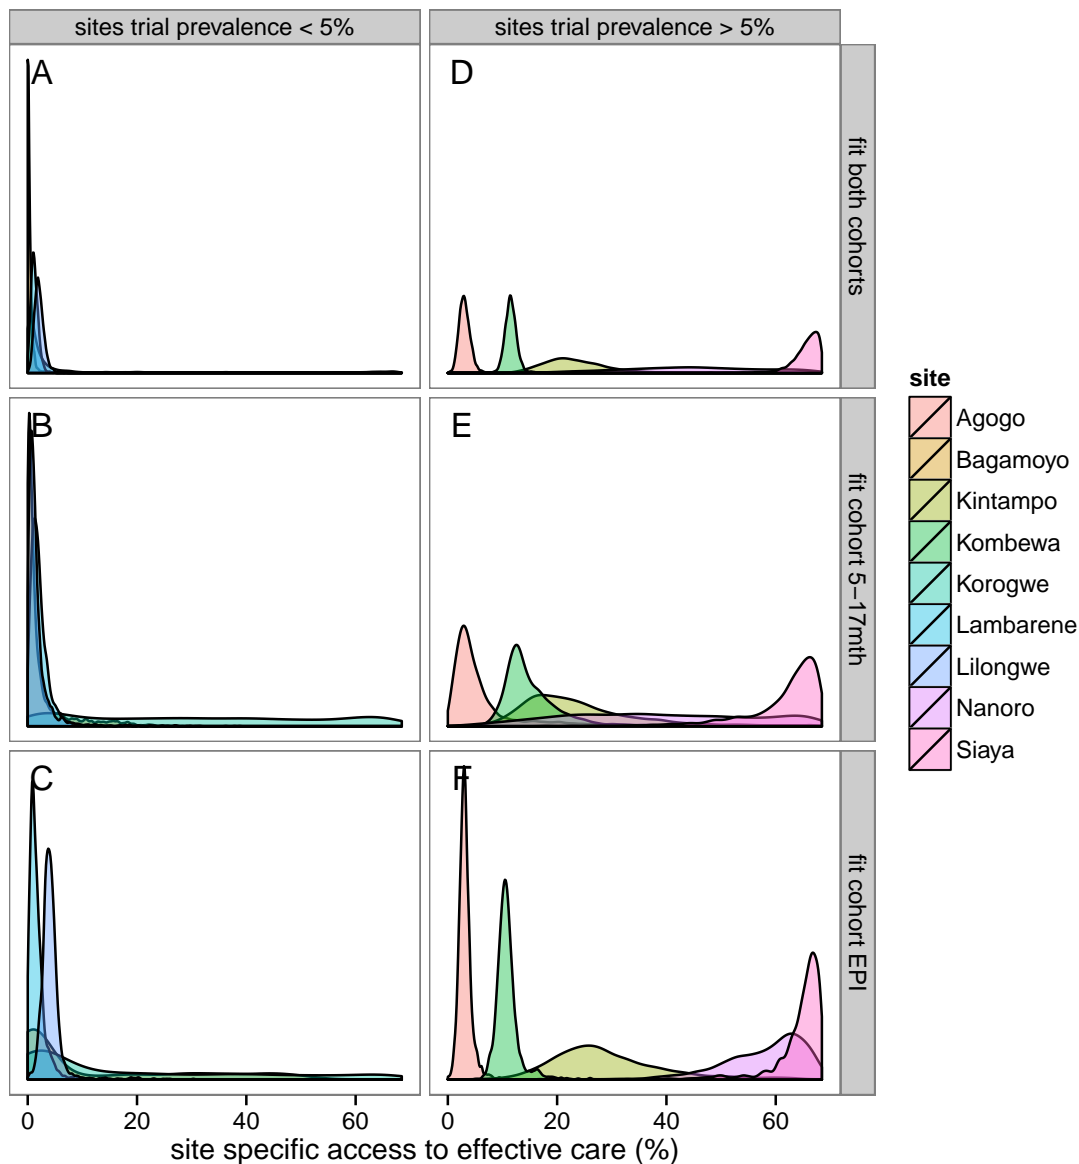 sites trial prevalence < 5%
sites trial prevalence > 5%
A
D
fit both cohorts
B
E
fit cohort 5−17mth
C
F
fit cohort EPI
0
20
40
60
0
20
40
60
site specific access to effective care (%)
site
Agogo
Bagamoyo
Kintampo
Kombewa
Korogwe
Lambarene
Lilongwe
Nanoro
Siaya